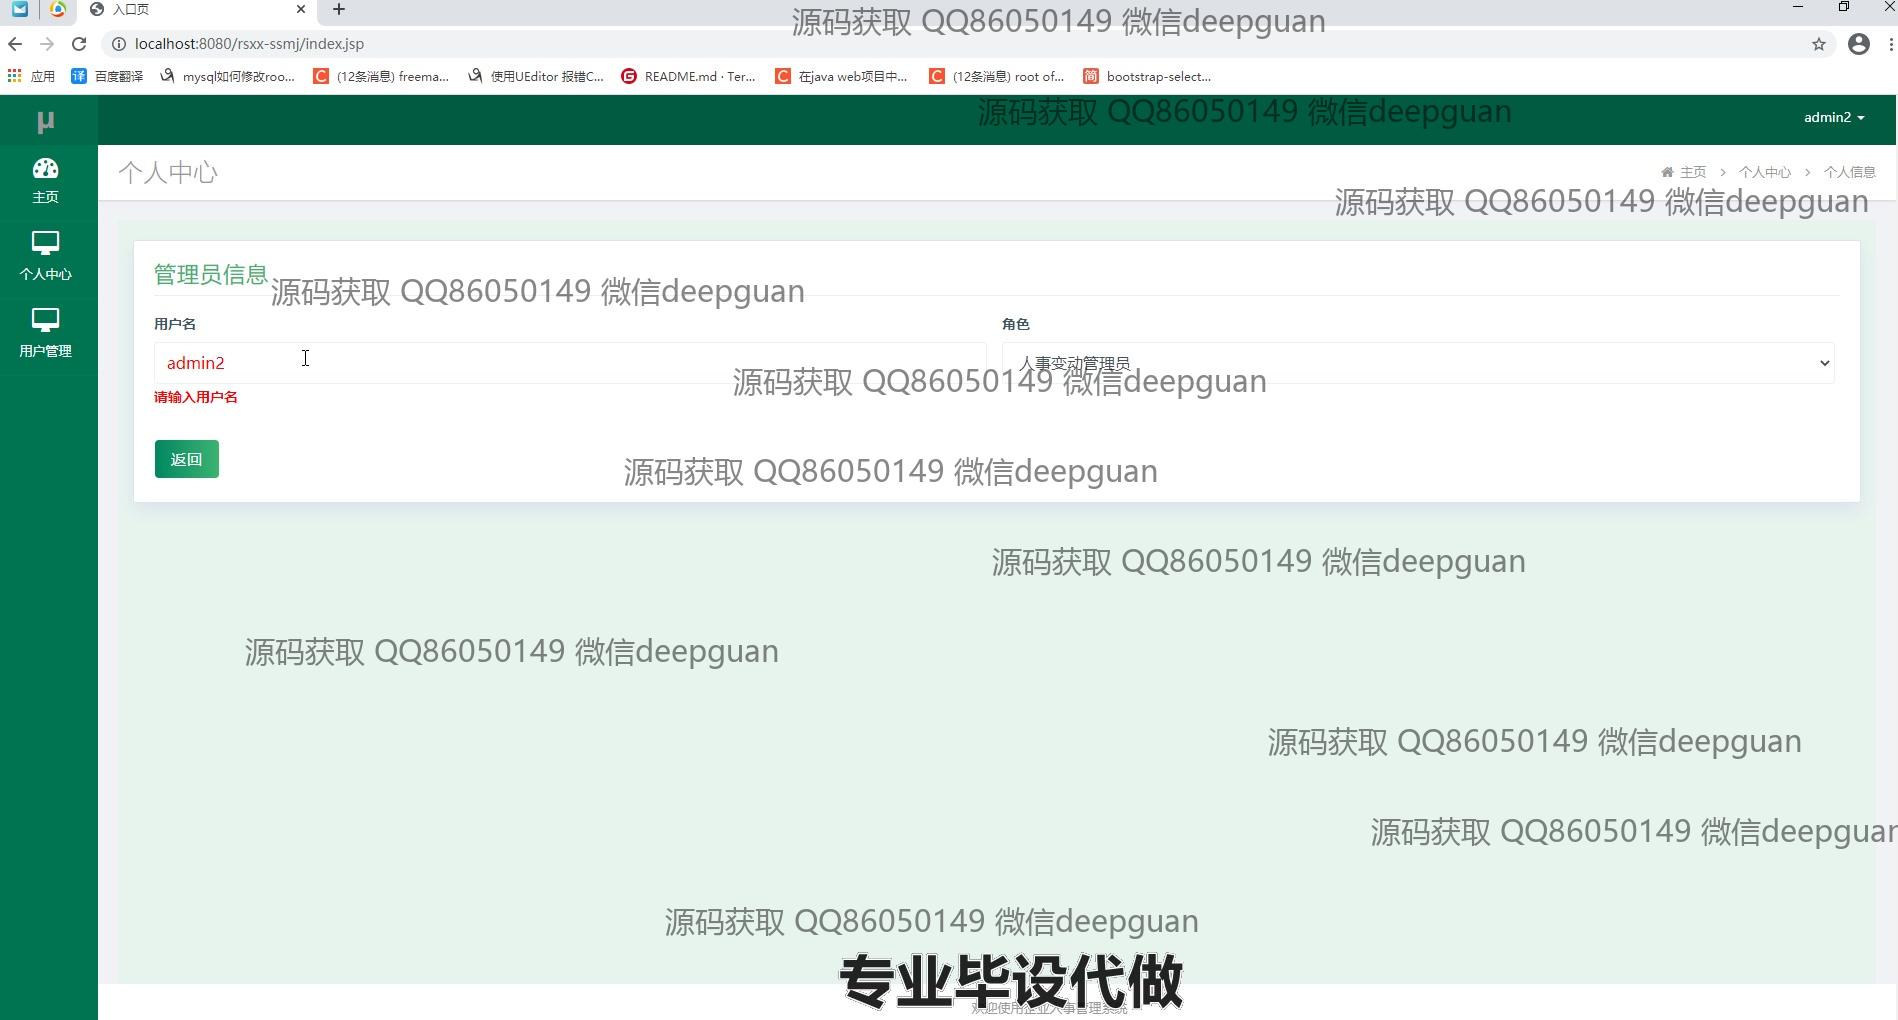 入口页
源码获取 QQ86050149 微信deepguan
localhost:8080/rsxx-ssmj/index.jsp
应用 百度翻译 mysql如何修改roo... (12条消息) freema... 使用UEditor 报错C... README.md · Ter... 在java web项目中... (12条消息) root of... bootstrap-select...
μ
源码获取 QQ86050149 微信deepguan
admin2
主页
个人中心
用户管理
个人中心
主页 > 个人中心 > 个人信息
源码获取 QQ86050149 微信deepguan
管理员信息
源码获取 QQ86050149 微信deepguan
用户名
角色
admin2
人事变动管理员
源码获取 QQ86050149 微信deepguan
请输入用户名
返回
源码获取 QQ86050149 微信deepguan
源码获取 QQ86050149 微信deepguan
源码获取 QQ86050149 微信deepguan
源码获取 QQ86050149 微信deepguan
源码获取 QQ86050149 微信deepguan
源码获取 QQ86050149 微信deepguan
专业毕设代做
欢迎使用企业人事管理系统